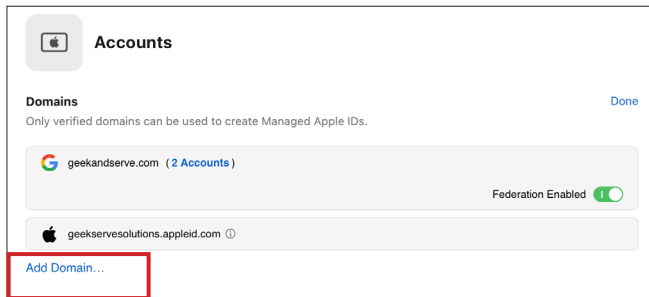 Accounts
Domains Done
Only verified domains can be used to create Managed Apple IDs.
geekandserve.com (2 Accounts)
Federation Enabled
geekservesolutions.appleid.com
Add Domain...